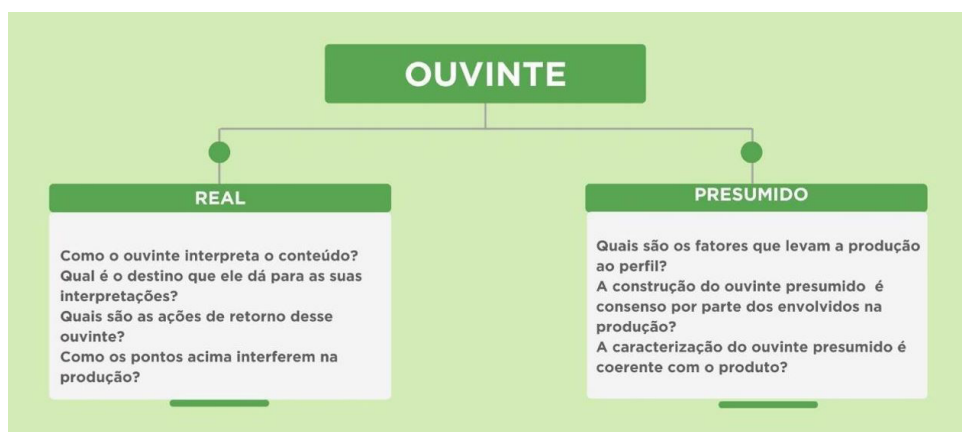 OUVINTE
REAL
Como o ouvinte interpreta o conteúdo?
Qual é o destino que ele dá para as suas
interpretações?
Quais são as ações de retorno desse
ouvinte?
Como os pontos acima interferem na
produção?
PRESUMIDO
Quais são os fatores que levam a produção
ao perfil?
A construção do ouvinte presumido é
consenso por parte dos envolvidos na
produção?
A caracterização do ouvinte presumido é
coerente com o produto?